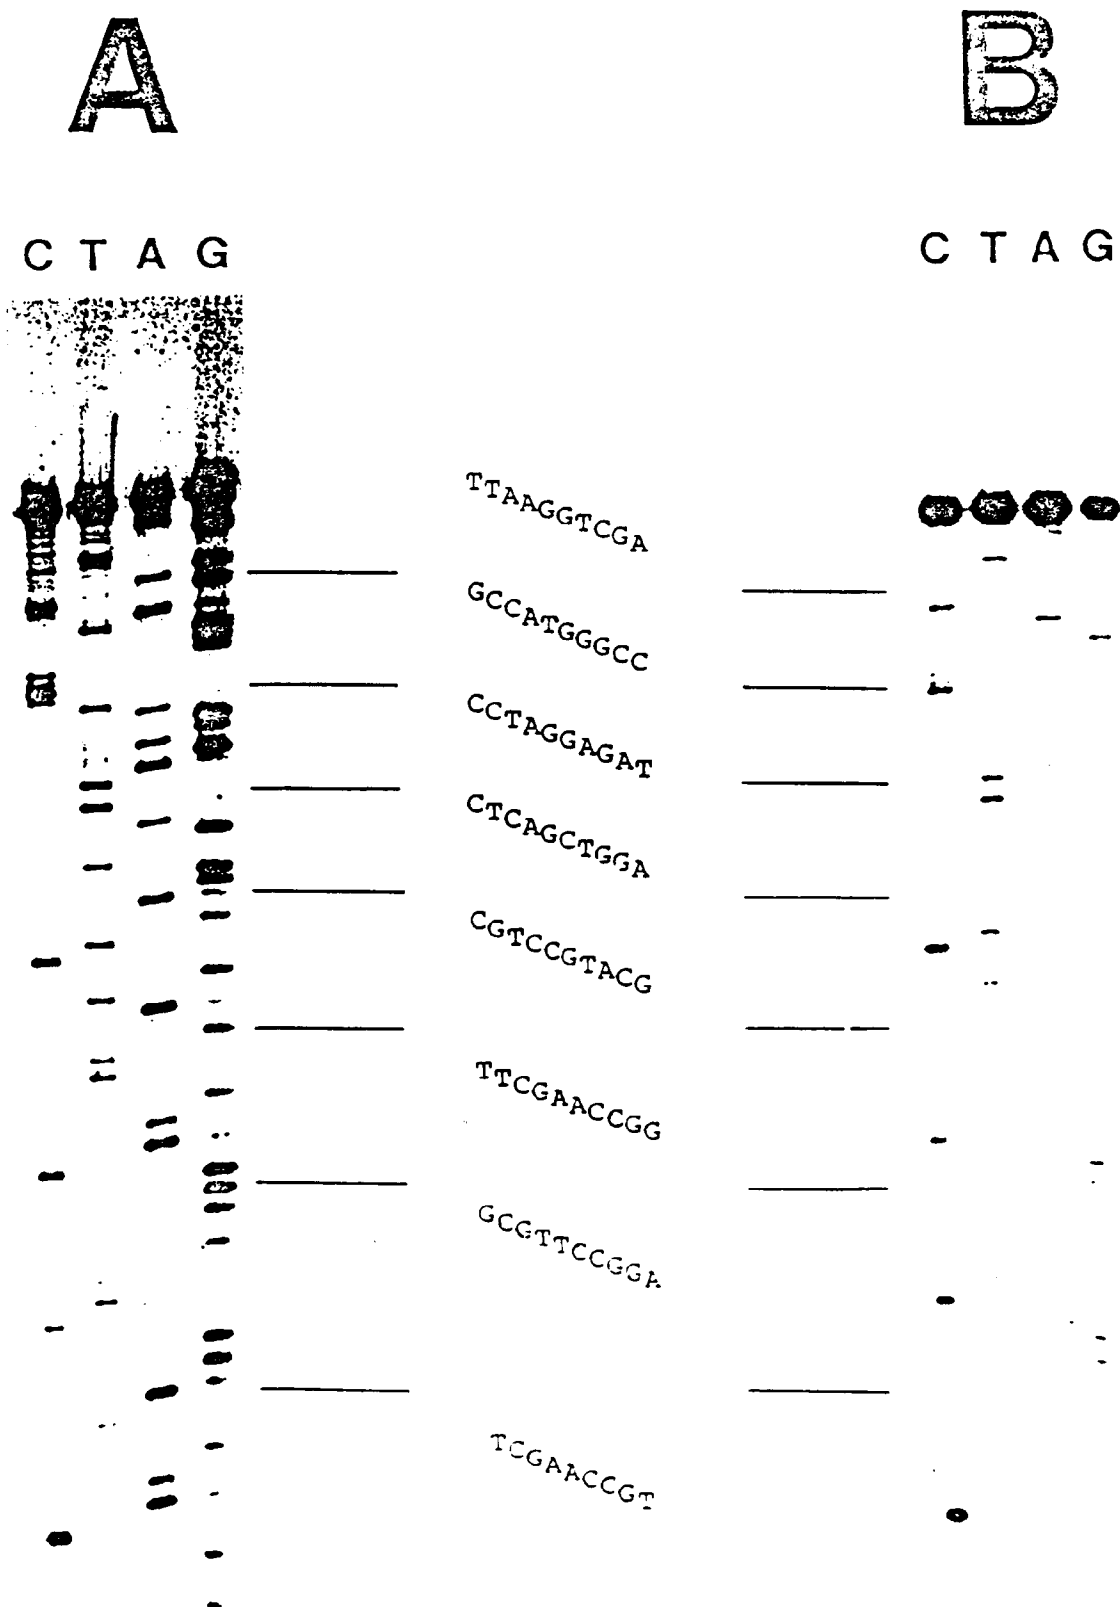 A B
C T A G C T A G
TTAAGGTCGA
GCCATGGGCC
CCTAGGAGAT
CTCAGCTGGA
CGTCCGTACG
TTCGAACCGG
GCGTTCCGGA
TCGAACCGT